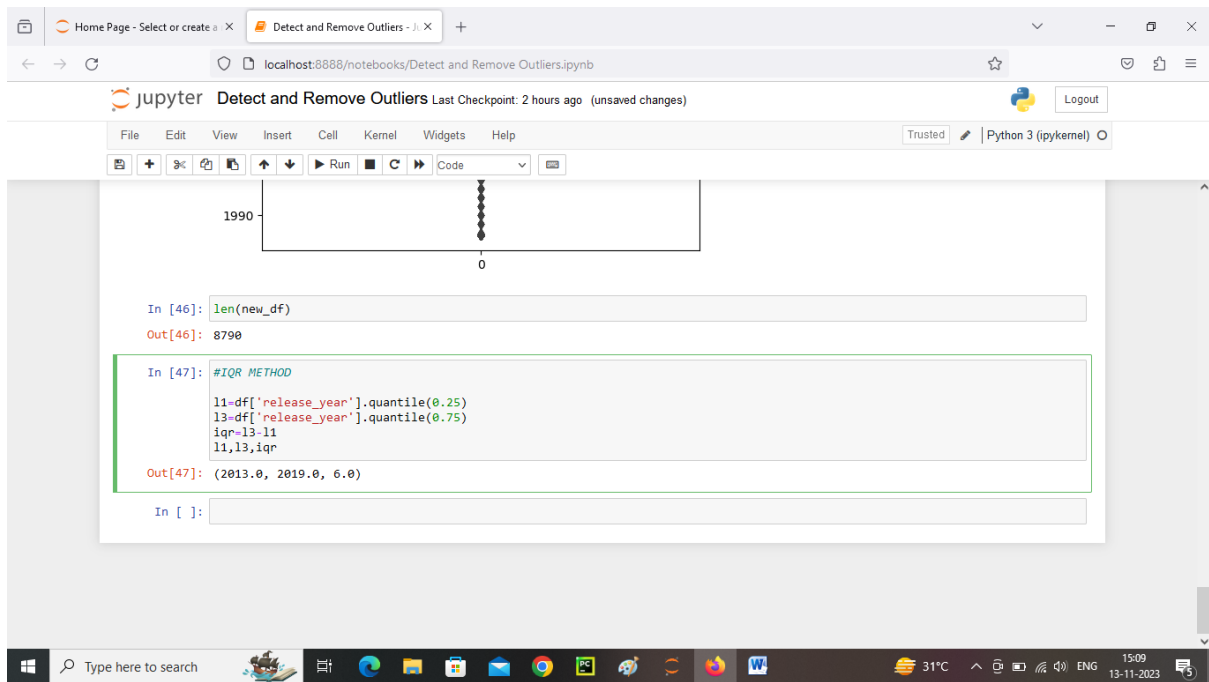 Home Page - Select or create a
Detect and Remove Outliers - Ju
localhost:8888/notebooks/Detect and Remove Outliers.ipynb
jupyter Detect and Remove Outliers Last Checkpoint: 2 hours ago (unsaved changes)
Logout
File Edit View Insert Cell Kernel Widgets Help
Trusted
Python 3 (ipykernel)
Run
Code
1990
0
In [46]: len(new_df)
Out[46]: 8790
In [47]: #IQR METHOD
l1=df['release_year'].quantile(0.25)
l3=df['release_year'].quantile(0.75)
iqr=l3-l1
l1,l3,iqr
Out[47]: (2013.0, 2019.0, 6.0)
In [ ]:
Type here to search
PC
W
31°C
ENG
15:09
13-11-2023
5